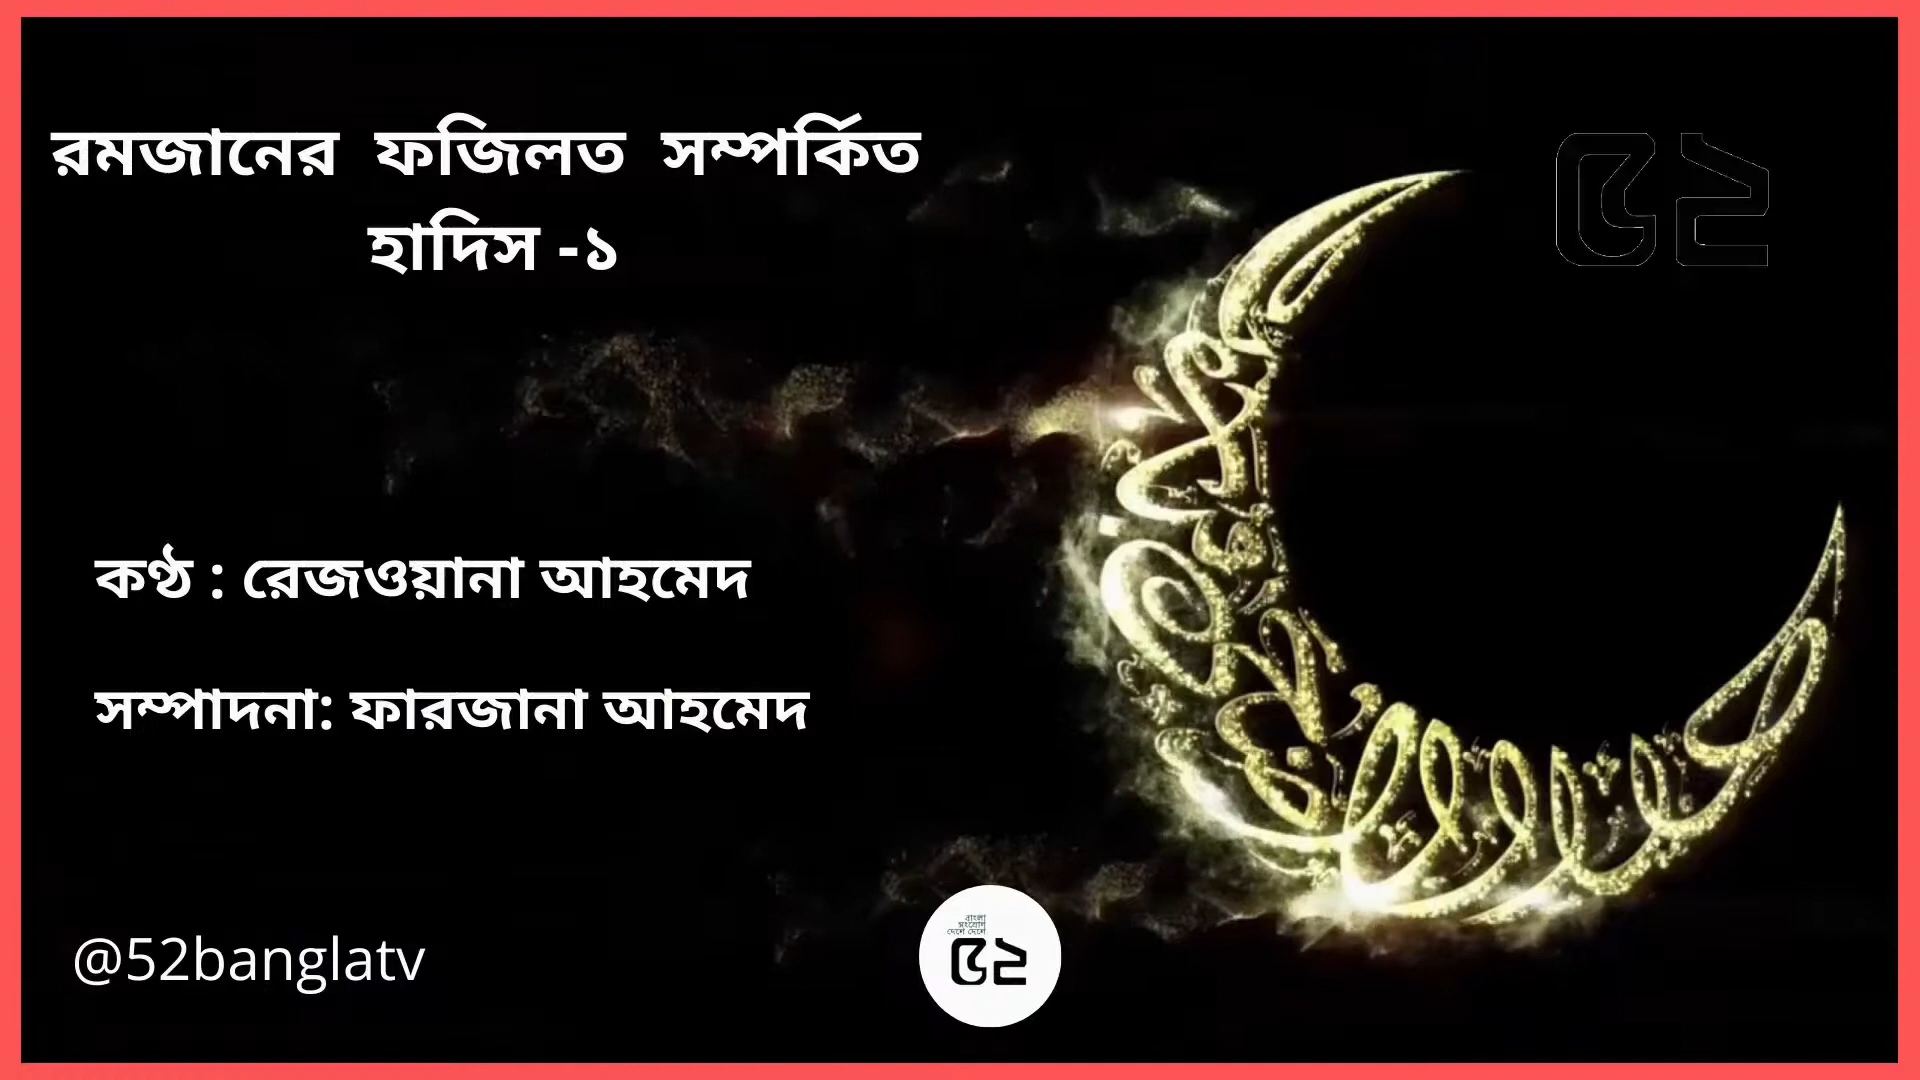 রমজানের ফজিলত সম্পর্কিত
হাদিস -১
৫২
কণ্ঠ : রেজওয়ানা আহমেদ
সম্পাদনা: ফারজানা আহমেদ
@52banglatv
বাংলা
সংযোগ
দেশে দেশে
৫২